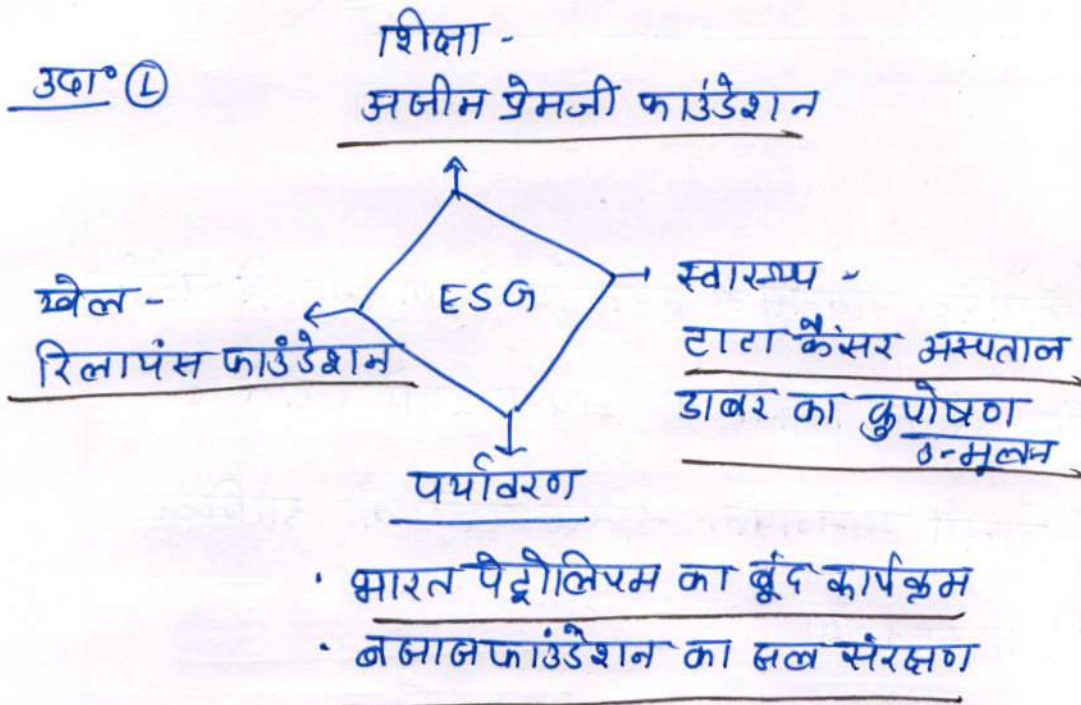 उदा° ①
शिक्षा -
अजीम प्रेमजी फाउंडेशन
ESG
खेल -
रिलायंस फाउंडेशन
स्वास्थ्य -
टाटा कैंसर अस्पताल
डाबर का कुपोषण
उन्मूलन
पर्यावरण
· भारत पेट्रोलियम का बूंद कार्यक्रम
· बजाज फाउंडेशन का जल संरक्षण